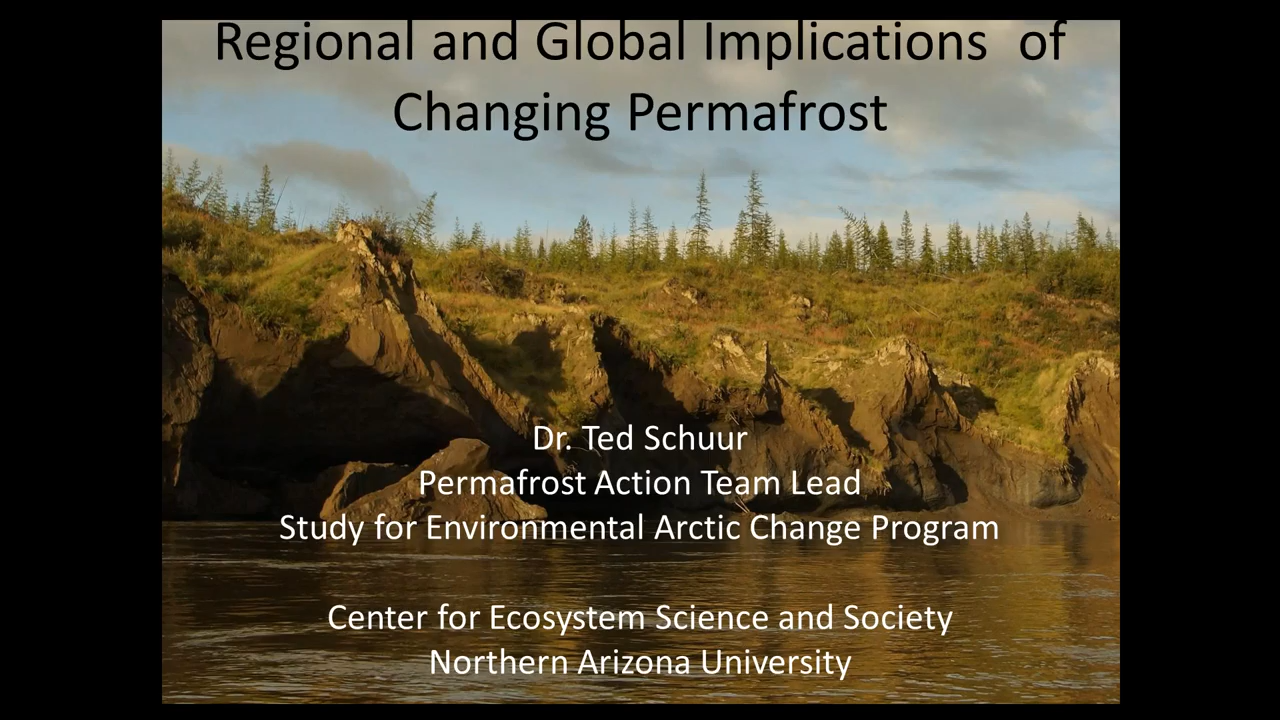 Regional and Global Implications  of
Changing Permafrost
Dr. Ted Schuur
Permafrost Action Team Lead
Study for Environmental Arctic Change Program
Center for Ecosystem Science and Society
Northern Arizona University